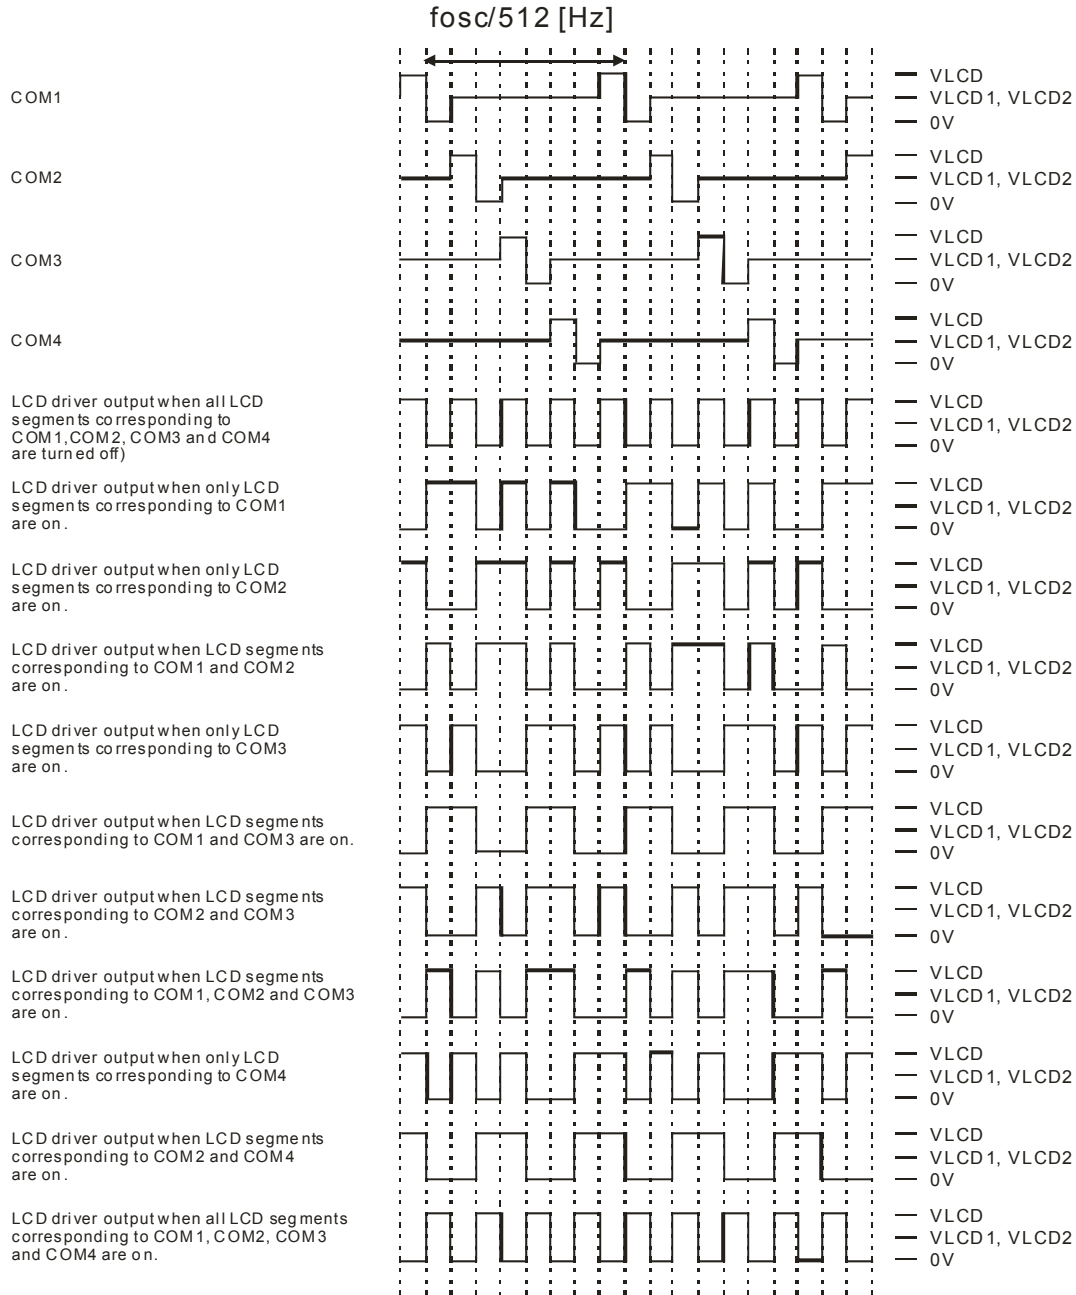 fosc/512 [Hz]
COM1
VLCD
VLCD1, VLCD2
0V
COM2
VLCD
VLCD1, VLCD2
0V
COM3
VLCD
VLCD1, VLCD2
0V
COM4
VLCD
VLCD1, VLCD2
0V
LCD driver output when all LCD
segments corresponding to
COM1,COM2, COM3 and COM4
are turned off)
VLCD
VLCD1, VLCD2
0V
LCD driver output when only LCD
segments corresponding to COM1
are on.
VLCD
VLCD1, VLCD2
0V
LCD driver output when only LCD
segments corresponding to COM2
are on.
VLCD
VLCD1, VLCD2
0V
LCD driver output when LCD segments
corresponding to COM1 and COM2
are on.
VLCD
VLCD1, VLCD2
0V
LCD driver output when only LCD
segments corresponding to COM3
are on.
VLCD
VLCD1, VLCD2
0V
LCD driver output when LCD segments
corresponding to COM1 and COM3 are on.
VLCD
VLCD1, VLCD2
0V
LCD driver output when LCD segments
corresponding to COM2 and COM3
are on.
VLCD
VLCD1, VLCD2
0V
LCD driver output when LCD segments
corresponding to COM1, COM2 and COM3
are on.
VLCD
VLCD1, VLCD2
0V
LCD driver output when only LCD
segments corresponding to COM4
are on.
VLCD
VLCD1, VLCD2
0V
LCD driver output when LCD segments
corresponding to COM2 and COM4
are on.
VLCD
VLCD1, VLCD2
0V
LCD driver output when all LCD segments
corresponding to COM1, COM2, COM3
and COM4 are on.
VLCD
VLCD1, VLCD2
0V